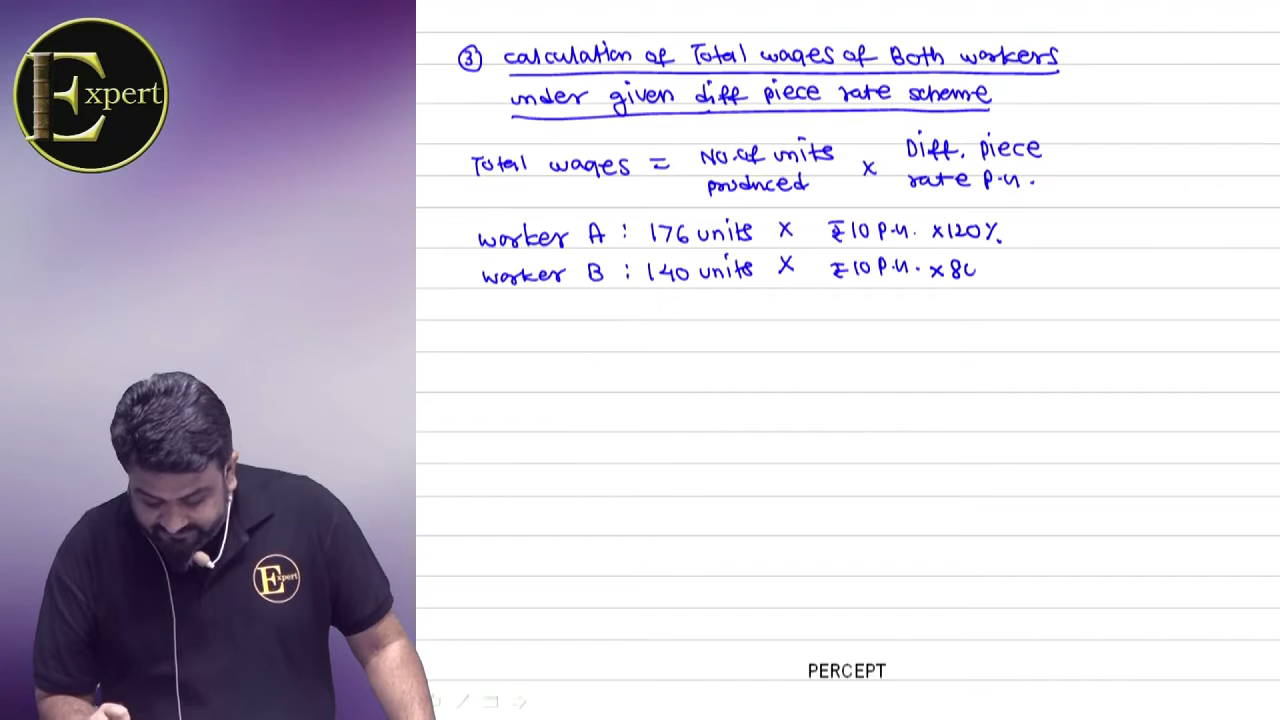 Expert
③ calculation of Total wages of Both workers
under given diff piece rate scheme
Total wages = No. of units produced × Diff. piece rate p.u.
worker A : 176 units × ₹10 p.u. ×120%
worker B : 140 units × ₹10 p.u. ×80
Expert
PERCEPT